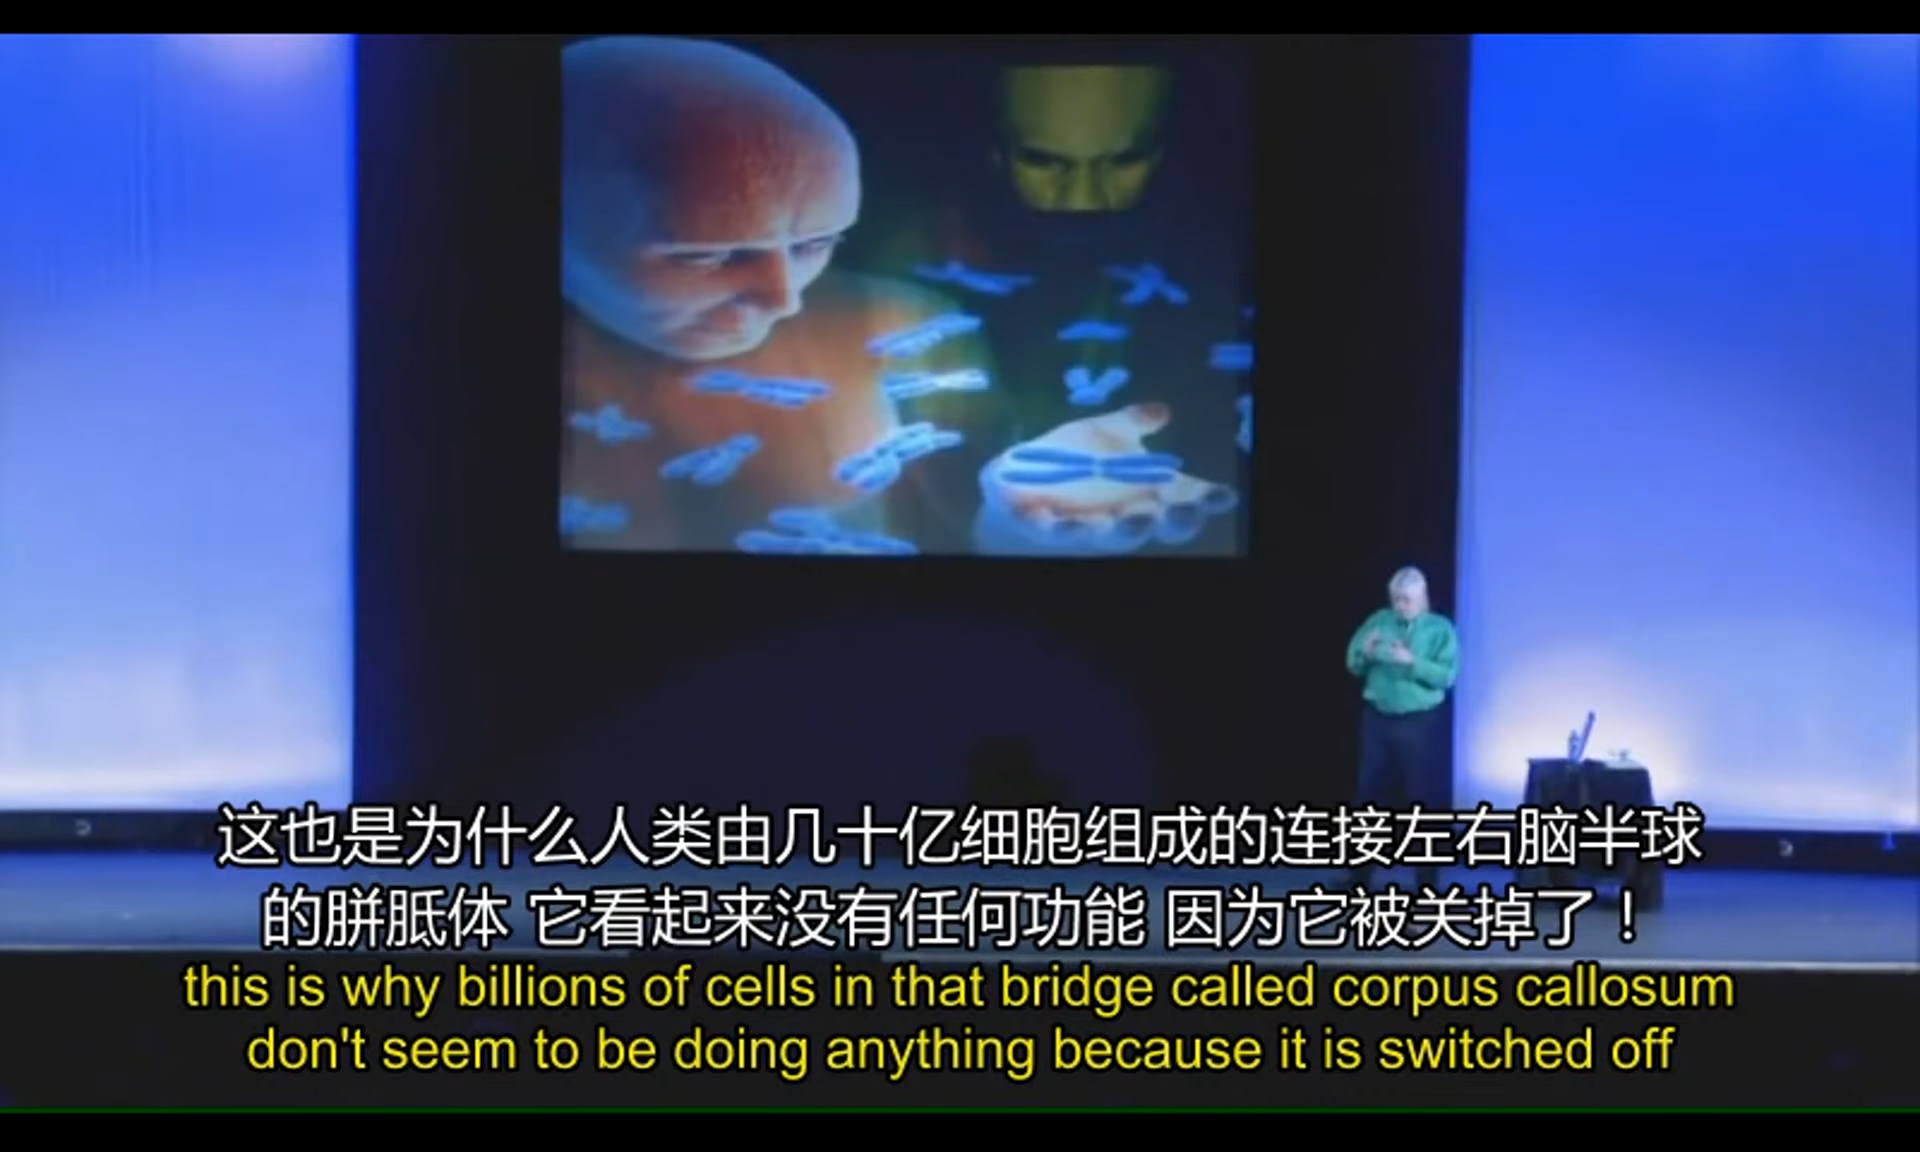 这也是为什么人类由几十亿细胞组成的连接左右脑半球
的胼胝体 它看起来没有任何功能 因为它被关掉了！
this is why billions of cells in that bridge called corpus callosum
don't seem to be doing anything because it is switched off